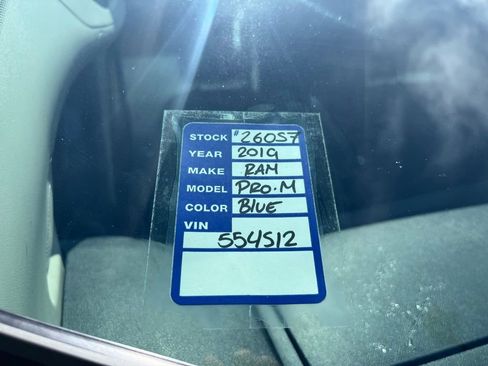 STOCK #26057
YEAR 2019
MAKE RAM
MODEL PRO.M
COLOR BLUE
VIN
554512